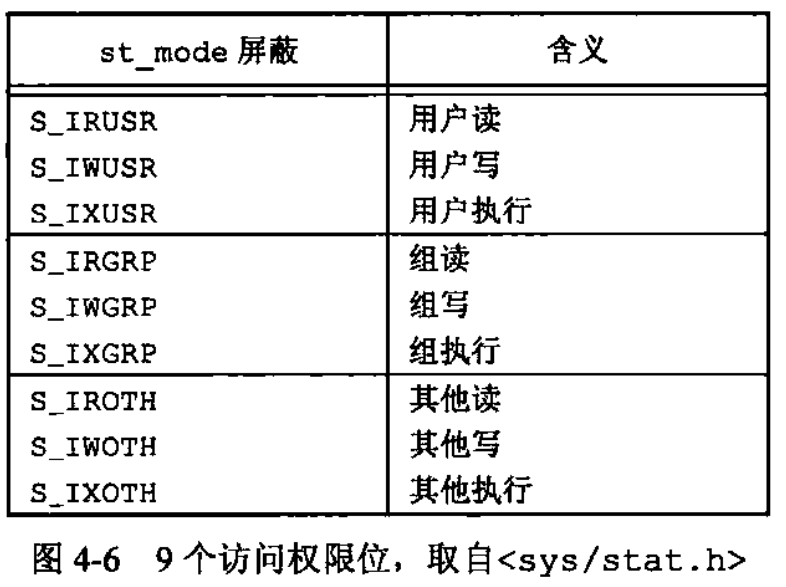 st_mode 屏蔽 含义
S_IRUSR 用户读
S_IWUSR 用户写
S_IXUSR 用户执行
S_IRGRP 组读
S_IWGRP 组写
S_IXGRP 组执行
S_IROTH 其他读
S_IWOTH 其他写
S_IXOTH 其他执行
图 4-6 9 个访问权限位，取自<sys/stat.h>